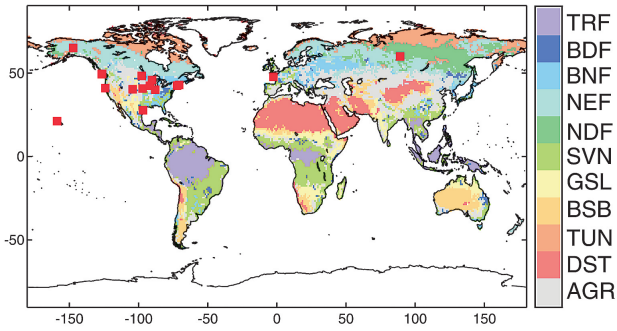 50
0
-50
-150
-100
-50
0
50
100
150
TRF
BDF
BNF
NEF
NDF
SVN
GSL
BSB
TUN
DST
AGR